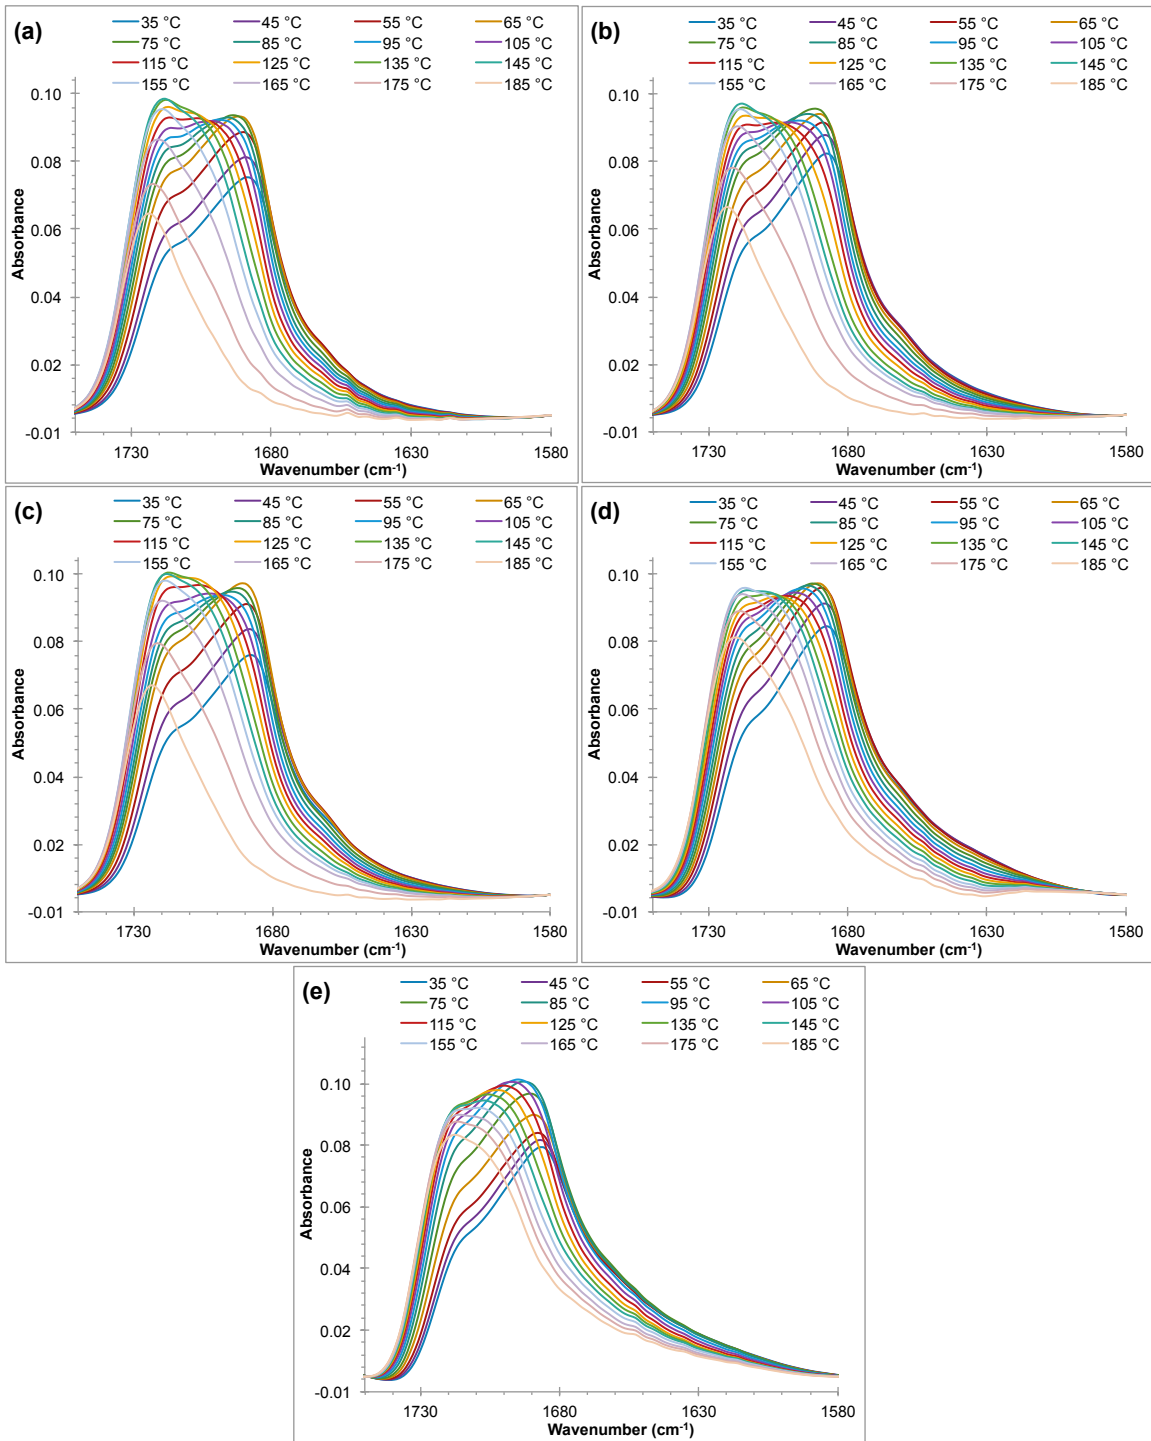 (a)
35 °C 45 °C 55 °C 65 °C
75 °C 85 °C 95 °C 105 °C
115 °C 125 °C 135 °C 145 °C
155 °C 165 °C 175 °C 185 °C
0.10
0.08
0.06
0.04
0.02
-0.01
Absorbance
1730 1680 1630 1580
Wavenumber (cm-1)
(b)
35 °C 45 °C 55 °C 65 °C
75 °C 85 °C 95 °C 105 °C
115 °C 125 °C 135 °C 145 °C
155 °C 165 °C 175 °C 185 °C
0.10
0.08
0.06
0.04
0.02
-0.01
Absorbance
1730 1680 1630 1580
Wavenumber (cm-1)
(c)
35 °C 45 °C 55 °C 65 °C
75 °C 85 °C 95 °C 105 °C
115 °C 125 °C 135 °C 145 °C
155 °C 165 °C 175 °C 185 °C
0.10
0.08
0.06
0.04
0.02
-0.01
Absorbance
1730 1680 1630 1580
Wavenumber (cm-1)
(d)
35 °C 45 °C 55 °C 65 °C
75 °C 85 °C 95 °C 105 °C
115 °C 125 °C 135 °C 145 °C
155 °C 165 °C 175 °C 185 °C
0.10
0.08
0.06
0.04
0.02
-0.01
Absorbance
1730 1680 1630 1580
Wavenumber (cm-1)
(e)
35 °C 45 °C 55 °C 65 °C
75 °C 85 °C 95 °C 105 °C
115 °C 125 °C 135 °C 145 °C
155 °C 165 °C 175 °C 185 °C
0.10
0.08
0.06
0.04
0.02
-0.01
Absorbance
1730 1680 1630 1580
Wavenumber (cm-1)